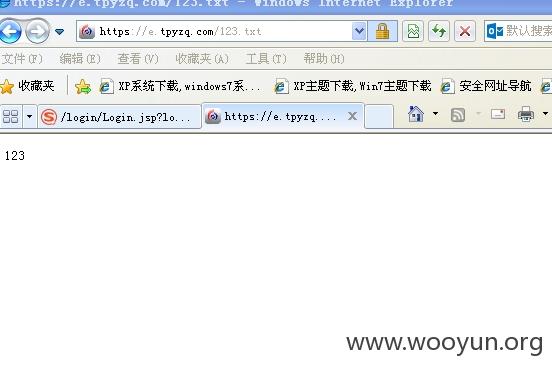 https://e.tpyzq.com/123.txt - Windows Internet Explorer
https://e.tpyzq.com/123.txt 默认搜索
文件(F) 编辑(E) 查看(V) 收藏夹(A) 工具(T) 帮助(H)
收藏夹 XP系统下载,windows7系... XP主题下载,Win7主题下载 安全网址导航
/login/Login.jsp?lo... https://e.tpyzq....
123
www.wooyun.org